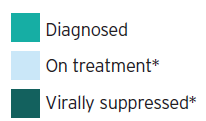 Diagnosed
On treatment*
Virally suppressed*